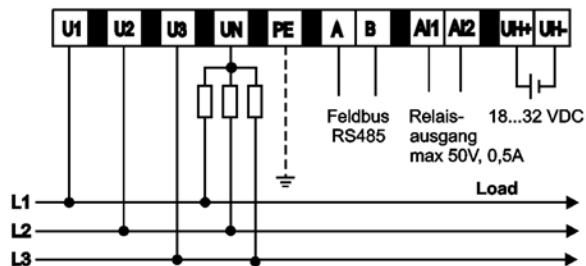 U1 U2 U3 UN PE A B AI1 AI2 UH+ UH-
Feldbus
RS485
Relais-
ausgang
max 50V, 0,5A
18...32 VDC
Load
L1
L2
L3